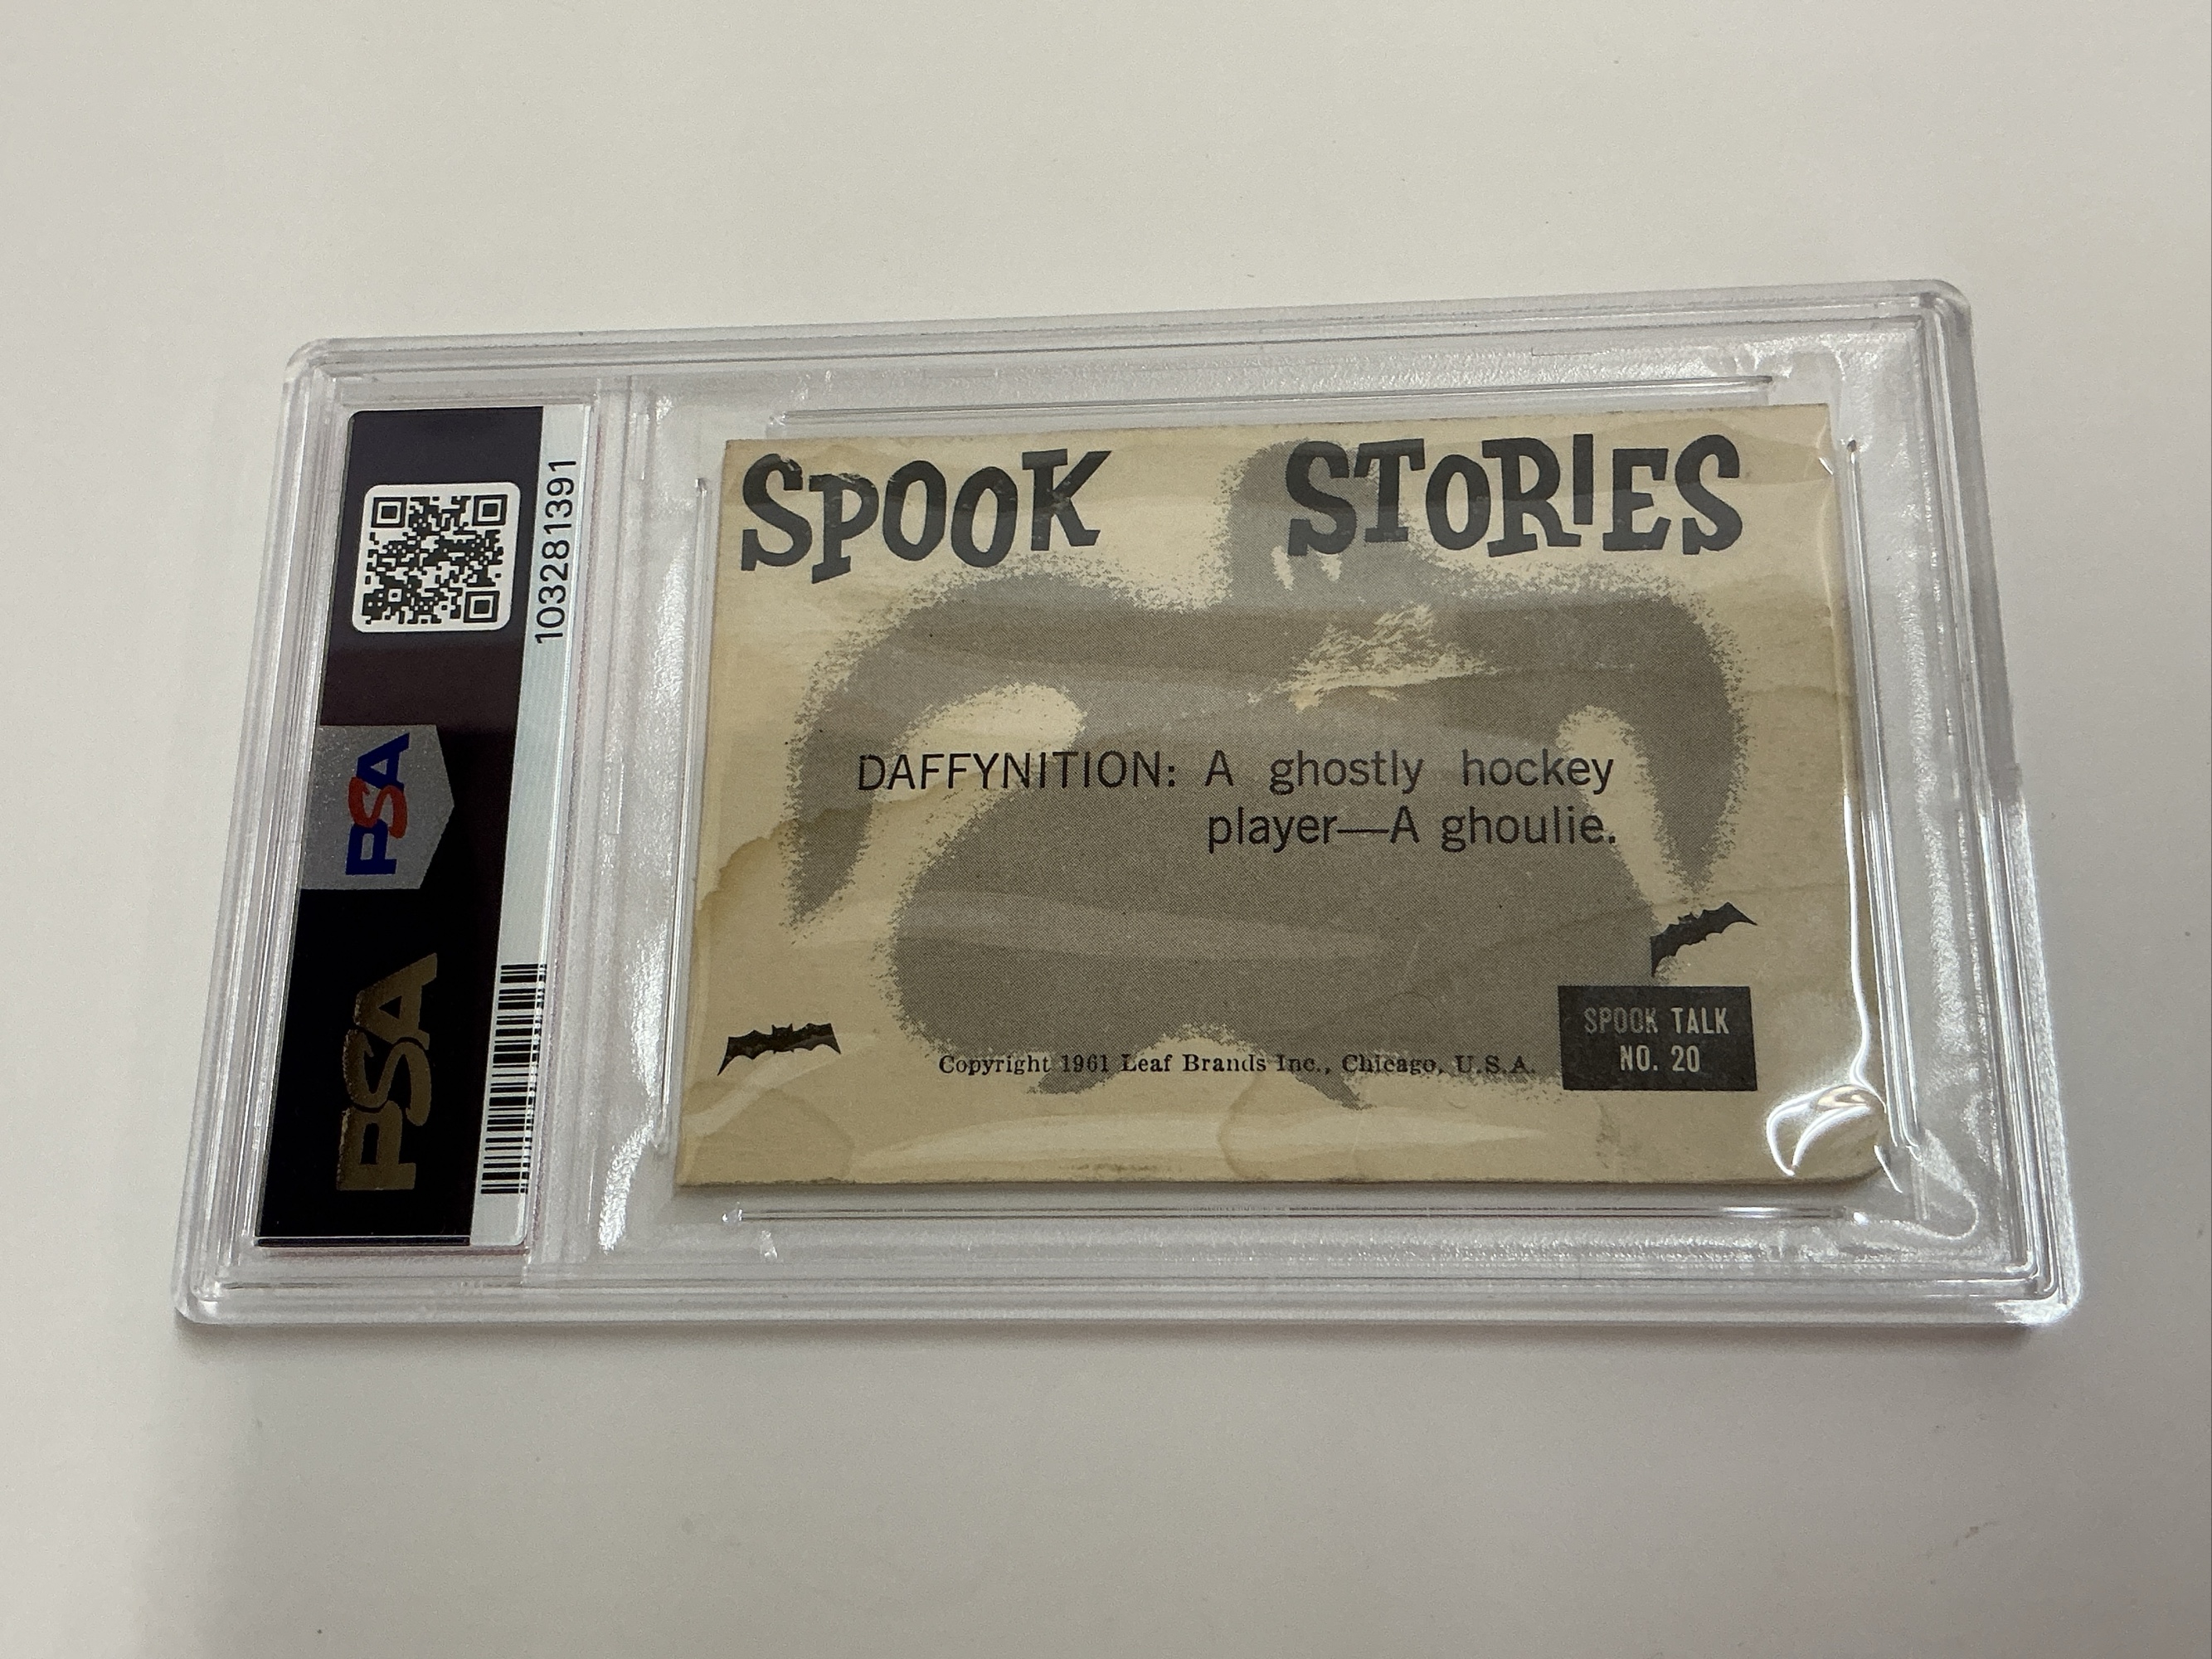 SPOOK STORIES
DAFFYNITION: A ghostly hockey
player—A ghoulie.
SPOOK TALK
NO. 20
Copyright 1961 Leaf Brands Inc., Chicago, U.S.A.
103281391
PSA
PSA